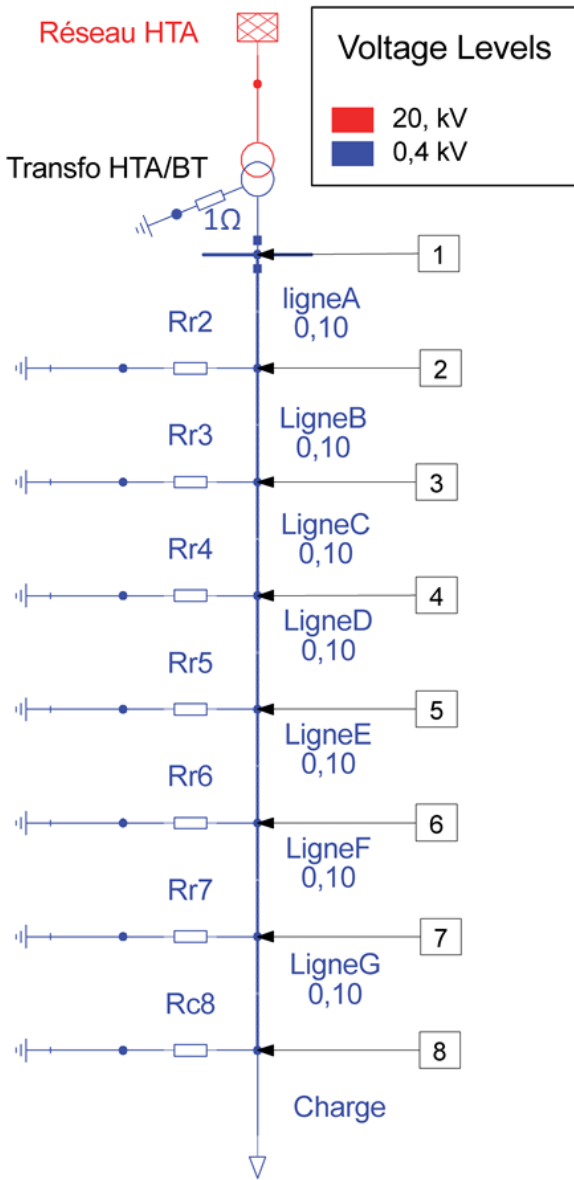 Réseau HTA
Voltage Levels
20, kV
0,4 kV
Transfo HTA/BT
1Ω
1
ligneA
0,10
Rr2
2
LigneB
0,10
Rr3
3
LigneC
0,10
Rr4
4
LigneD
0,10
Rr5
5
LigneE
0,10
Rr6
6
LigneF
0,10
Rr7
7
LigneG
0,10
Rc8
8
Charge